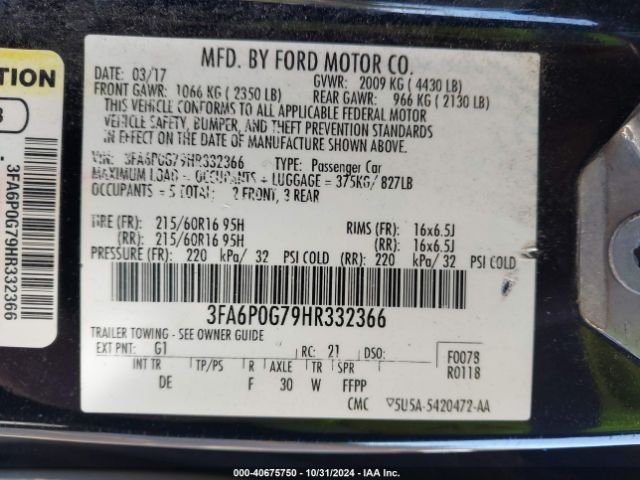 MFD. BY FORD MOTOR CO.
DATE: 03/17 GVWR: 2009 KG ( 4430 LB)
FRONT GAWR: 1066 KG ( 2350 LB) REAR GAWR: 966 KG ( 2130 LB)
THIS VEHICLE CONFORMS TO ALL APPLICABLE FEDERAL MOTOR
VEHICLE SAFETY, BUMPER, AND THEFT PREVENTION STANDARDS
IN EFFECT ON THE DATE OF MANUFACTURE SHOWN ABOVE.
VIN: 3FA6P0G79HR332366 TYPE: Passenger Car
MAXIMUM LOAD = OCCUPANTS + LUGGAGE = 375KG/ 827LB
OCCUPANTS = 5 TOTAL: 2 FRONT, 3 REAR
TIRE (FR): 215/60R16 95H RIMS (FR): 16x6.5J
(RR): 215/60R16 95H (RR): 16x6.5J
PRESSURE (FR): 220 kPa/ 32 PSI COLD (RR): 220 kPa/ 32 PSI COLD
3FA6P0G79HR332366
TRAILER TOWING - SEE OWNER GUIDE
EXT PNT: G1 RC: 21 DSO: F0078
R0118
INT TR TP/PS R AXLE TR SPR
DE F 30 W FFPP
CMC 5U5A-5420472-AA
TION
3
3FA6P0G79HR332366
000-40675750 - 10/31/2024 - IAA Inc.